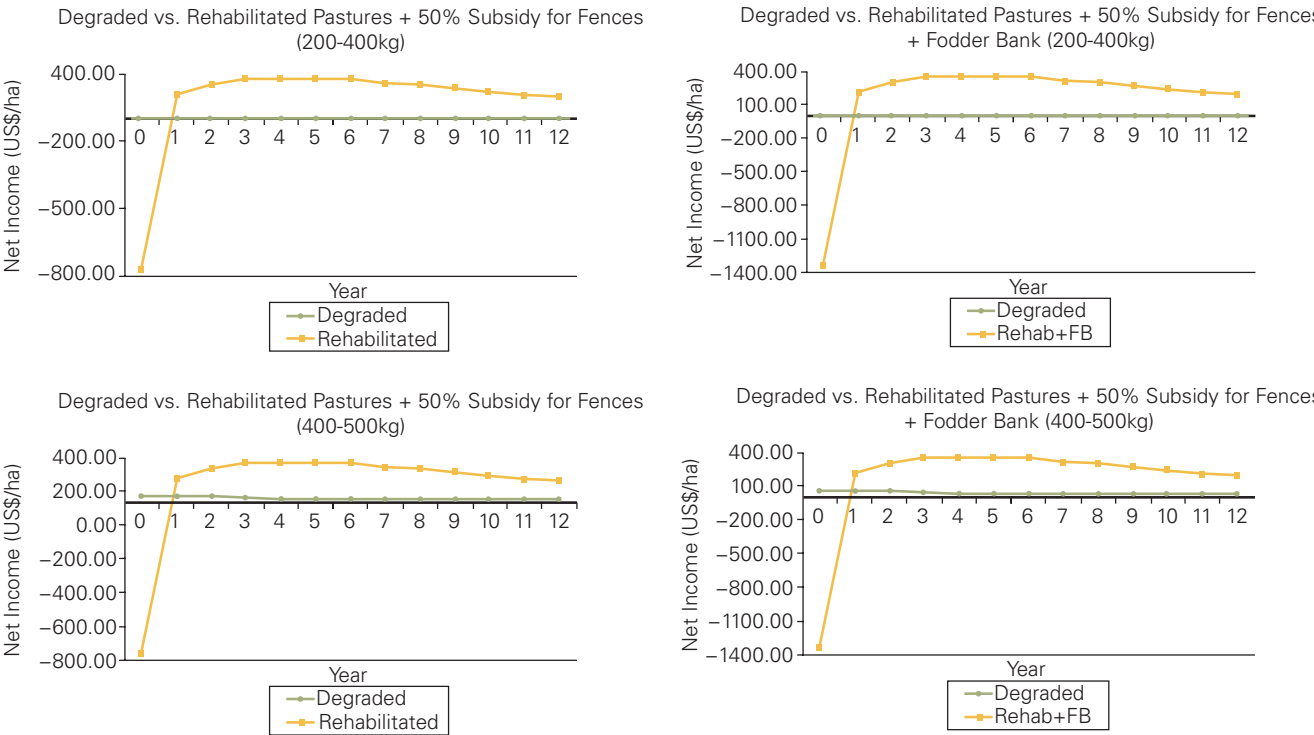 Degraded vs. Rehabilitated Pastures + 50% Subsidy for Fences
(200-400kg)
Net Income (US$/ha)
400.00
−200.00
−500.00
−800.00
0 1 2 3 4 5 6 7 8 9 10 11 12
Year
Degraded
Rehabilitated
Degraded vs. Rehabilitated Pastures + 50% Subsidy for Fences
+ Fodder Bank (200-400kg)
Net Income (US$/ha)
400.00
100.00
−200.00
−500.00
−800.00
−1100.00
−1400.00
0 1 2 3 4 5 6 7 8 9 10 11 12
Year
Degraded
Rehab+FB
Degraded vs. Rehabilitated Pastures + 50% Subsidy for Fences
(400-500kg)
Net Income (US$/ha)
400.00
200.00
0.00
−200.00
−400.00
−600.00
−800.00
0 1 2 3 4 5 6 7 8 9 10 11 12
Year
Degraded
Rehabilitated
Degraded vs. Rehabilitated Pastures + 50% Subsidy for Fences
+ Fodder Bank (400-500kg)
Net Income (US$/ha)
400.00
100.00
−200.00
−500.00
−800.00
−1100.00
−1400.00
0 1 2 3 4 5 6 7 8 9 10 11 12
Year
Degraded
Rehab+FB